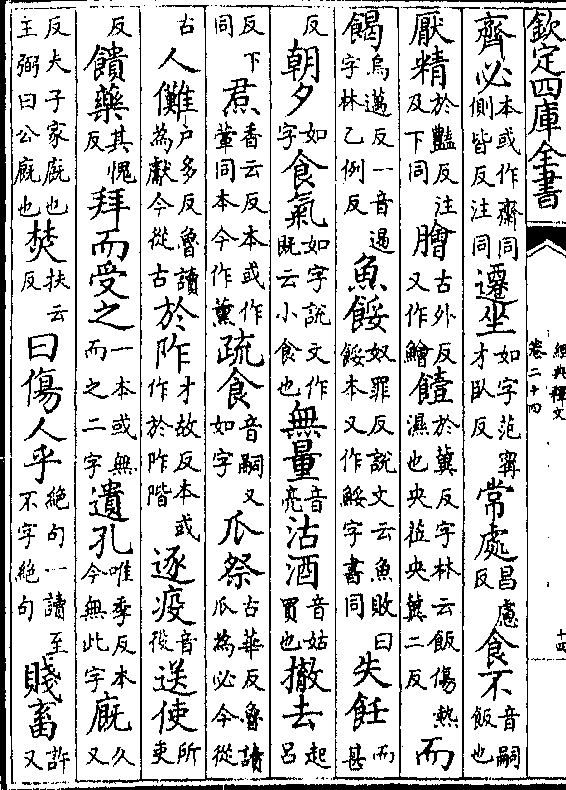 欽定四庫全書
經典釋文
卷二十四
十四
齊必本或作齋同側皆反注同遷坐如字范甯才臥反常處昌慮反食不音嗣飯也
厭精於豔反注及下同膾古外反又作鱠饐於冀反字林云飯傷熱濕也央蒞央冀二反而
餲烏邁反一音遏字林乙例反魚餒奴罪反說文云魚敗曰餒本又作鮾字書同失飪而甚
反朝夕如字食氣如字說文作旣云小食也無量音亮沽酒音姑買也撤去起呂
反下同焄香云反本或作葷同本今作薰疏食音嗣又如字瓜祭古華反魯讀瓜為必今從
古人儺戶多反魯讀為獻今從古於阼才故反本或作於阼階逐疫音役送使所吏
反饋藥其愧反拜而受之一本或無而之二字遺孔唯季反本今無此字廄久又
反夫子家廄也王弼曰公廄也焚扶云反曰傷人乎絕句一讀至不字絕句賤畜許又